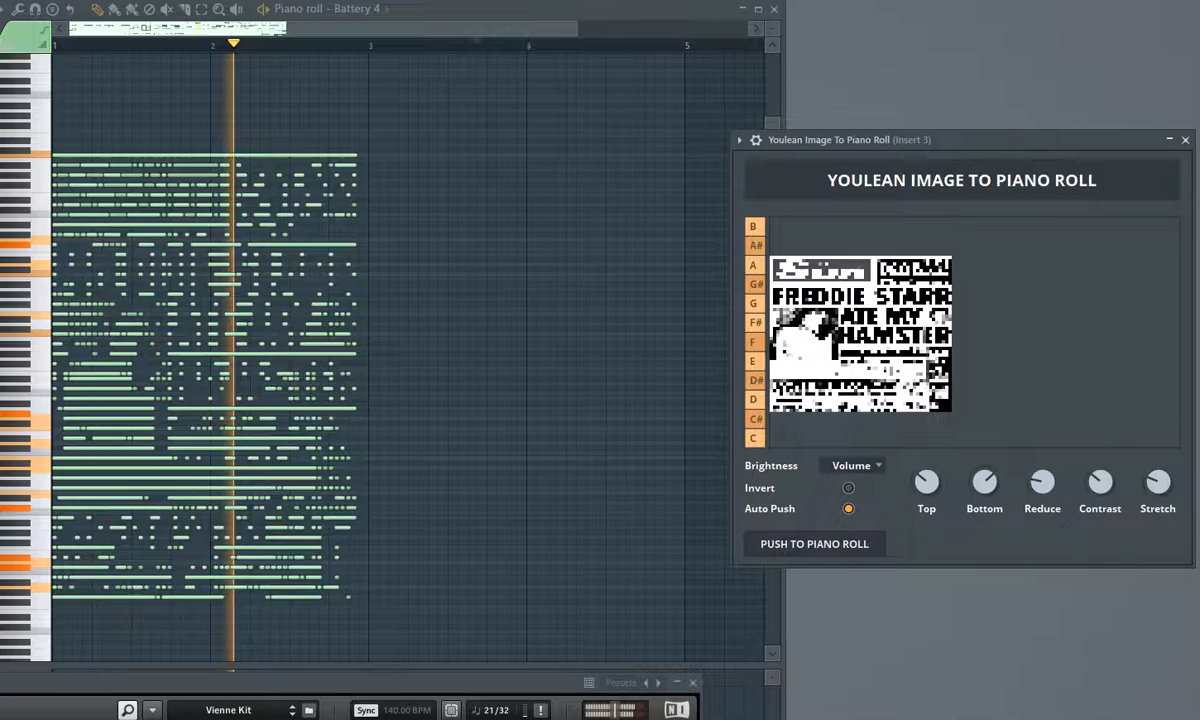 Piano roll - Battery 4
1 2 3 4 5
Youlean Image To Piano Roll (Insert 3)
YOULEAN IMAGE TO PIANO ROLL
B
A#
A
G#
G
F#
F
E
D#
D
C#
C
FREDDIE STARR
ATE MY
HAMSTER
Brightness Volume
Invert
Auto Push
Top Bottom Reduce Contrast Stretch
PUSH TO PIANO ROLL
Presets
Vienne Kit
Sync 140.00 BPM
21/32
!